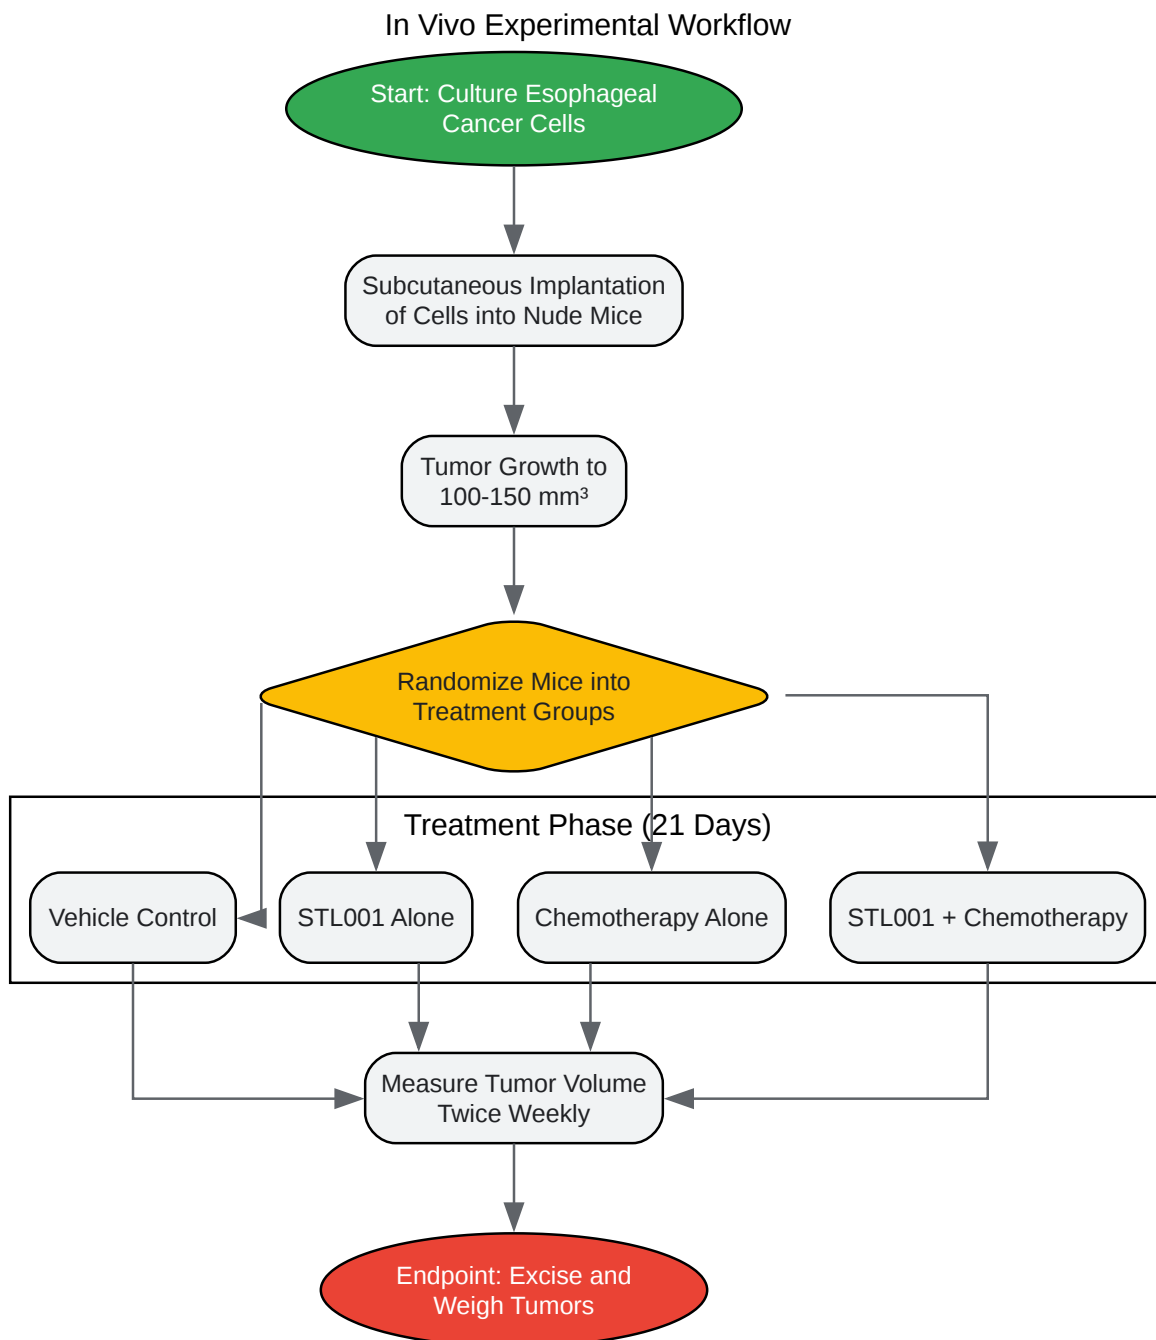 In Vivo Experimental Workflow
Start: Culture Esophageal
Cancer Cells
Subcutaneous Implantation
of Cells into Nude Mice
Tumor Growth to
100-150 mm³
Randomize Mice into
Treatment Groups
Treatment Phase (21 Days)
Vehicle Control
STL001 Alone
Chemotherapy Alone
STL001 + Chemotherapy
Measure Tumor Volume
Twice Weekly
Endpoint: Excise and
Weigh Tumors